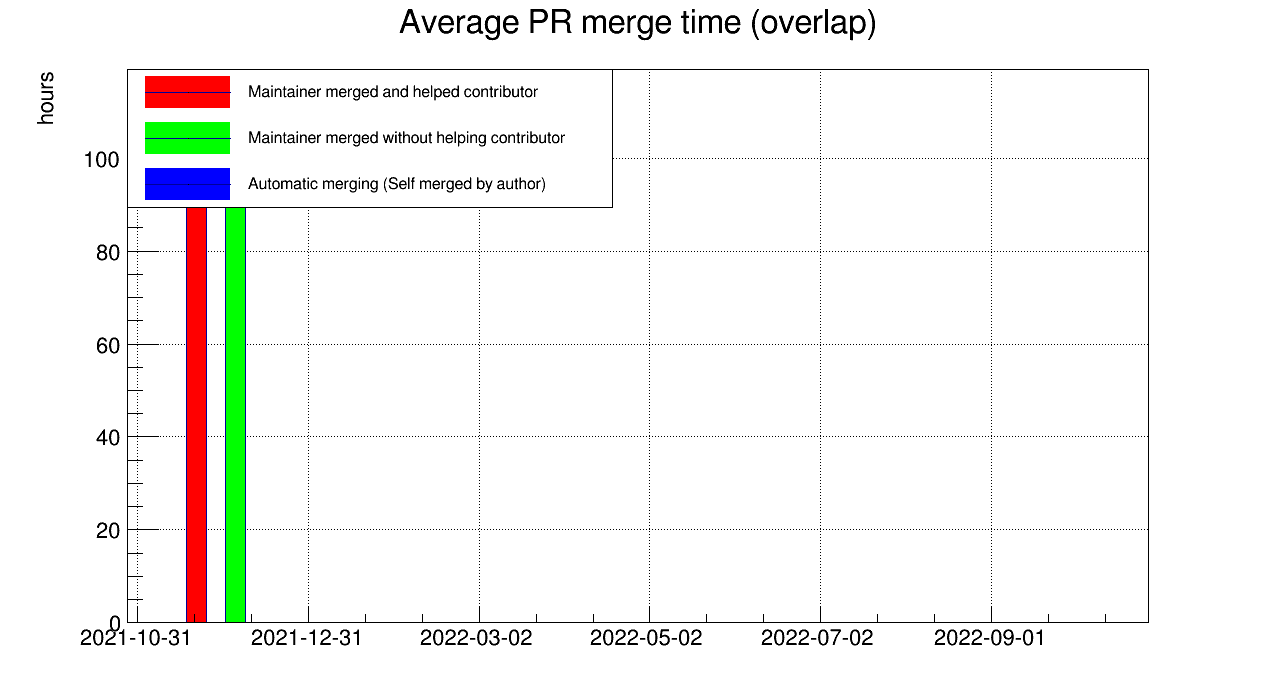 Average PR merge time (overlap)
hours
Maintainer merged and helped contributor
Maintainer merged without helping contributor
Automatic merging (Self merged by author)
100
80
60
40
20
0
2021-10-31 2021-12-31 2022-03-02 2022-05-02 2022-07-02 2022-09-01